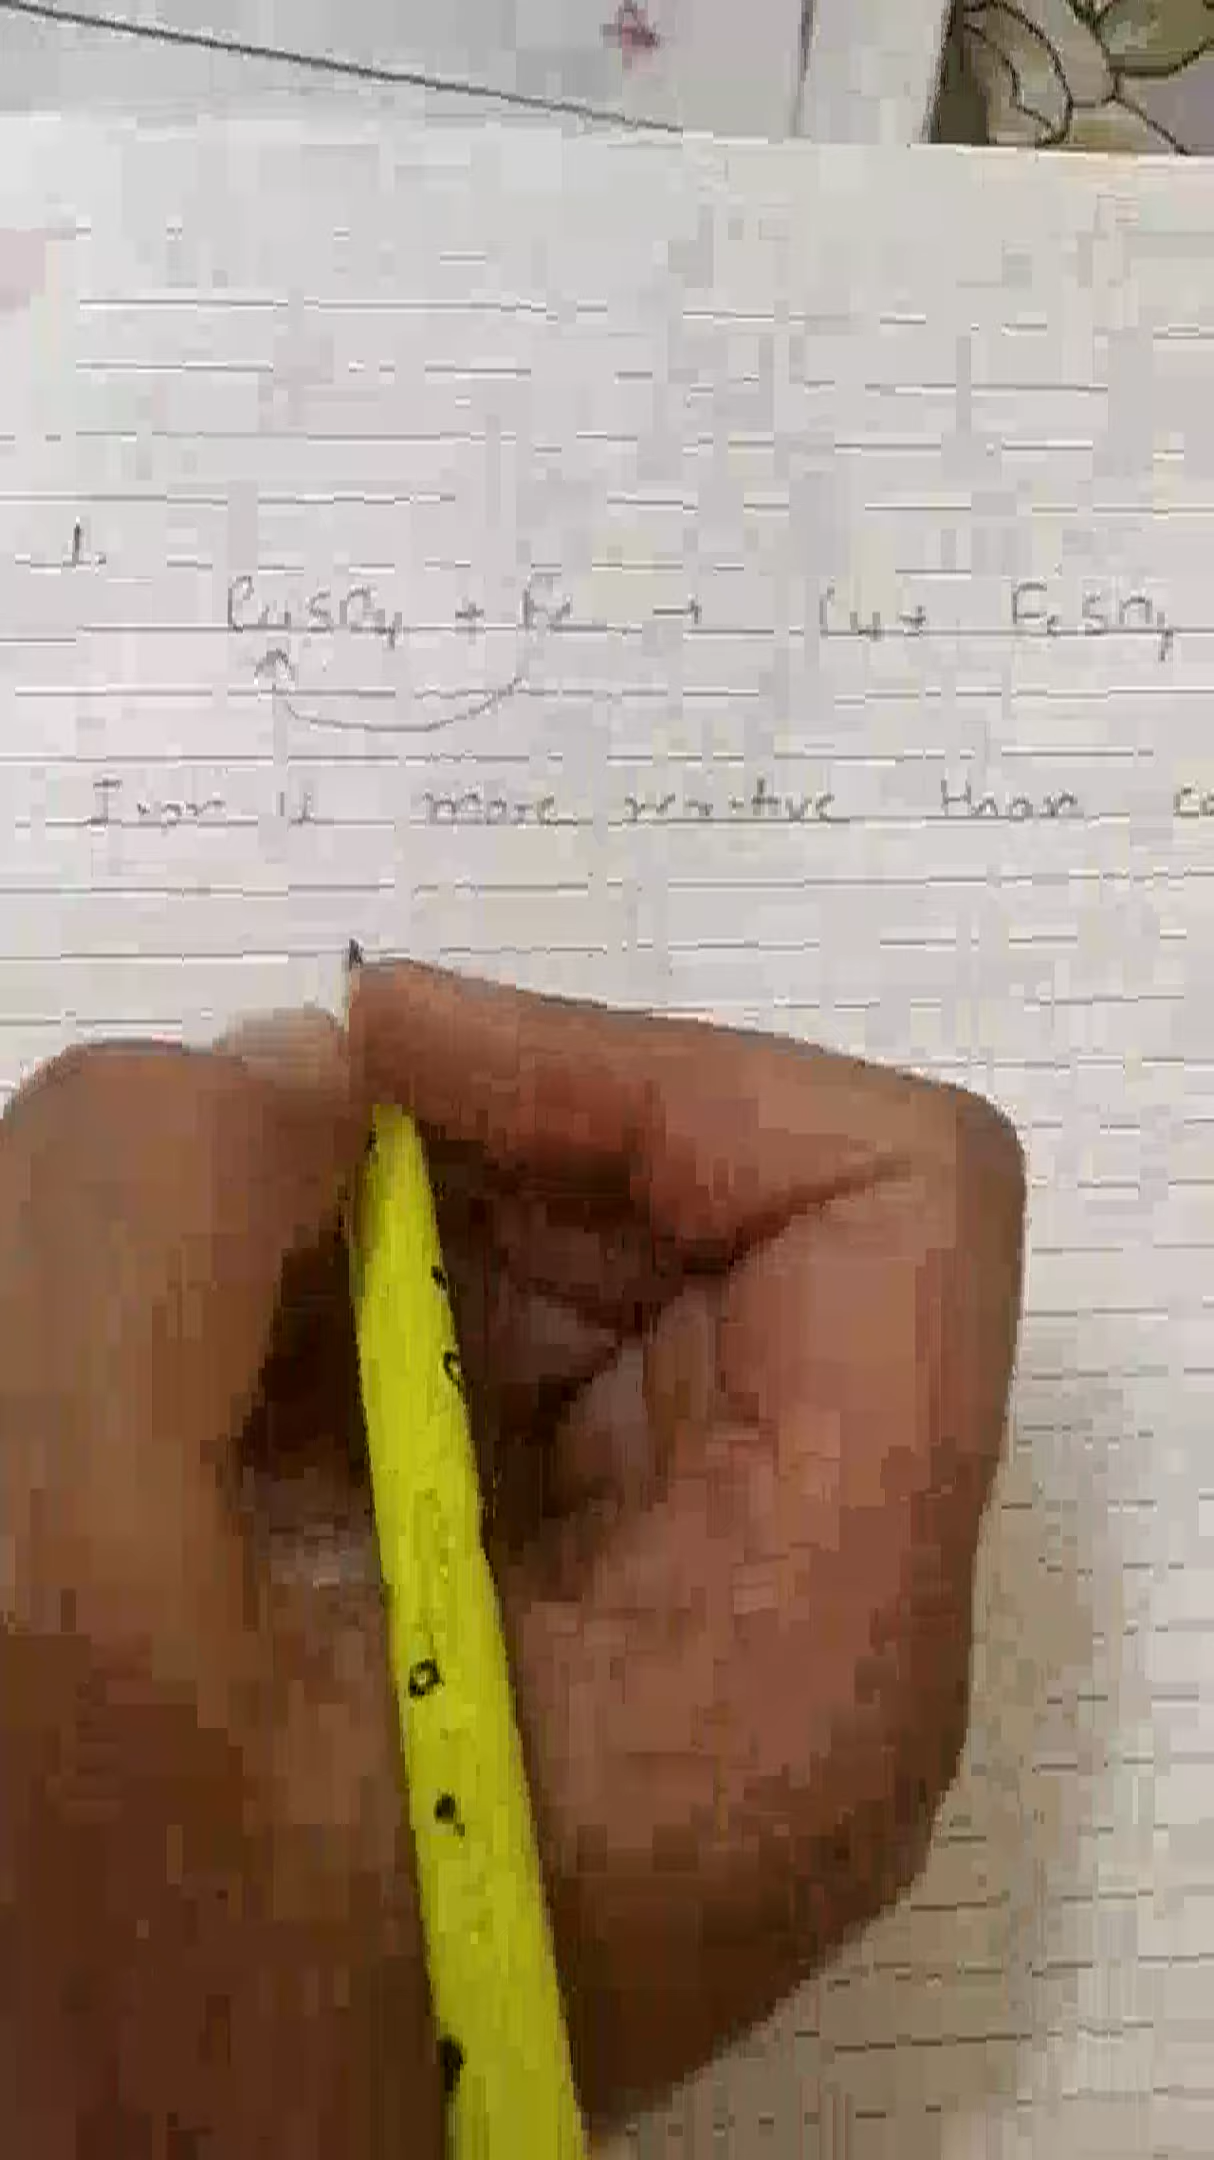 1.
CuSO4 + Fe → Cu + FeSO4
Iron is more reactive than